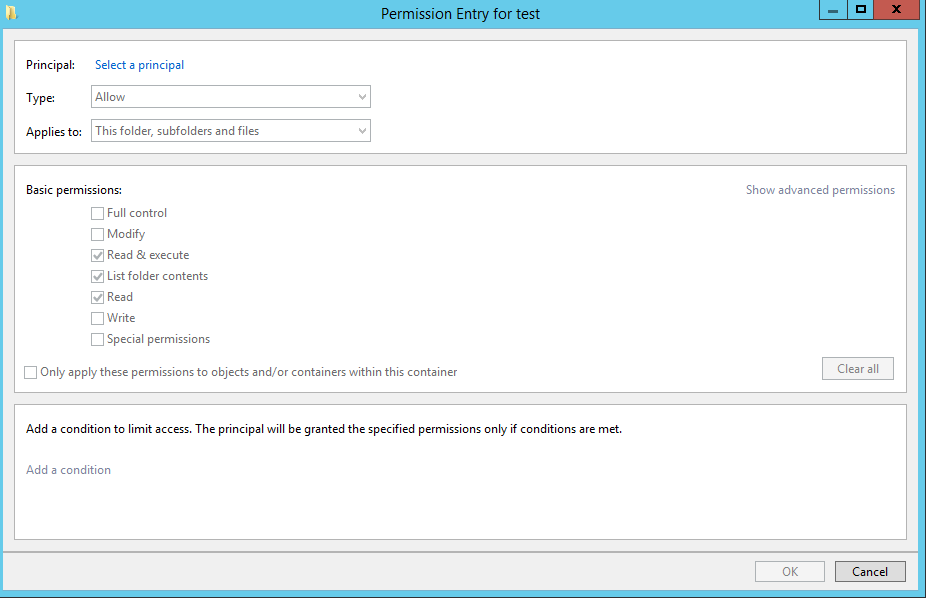 Permission Entry for test
Principal: Select a principal
Type: Allow
Applies to: This folder, subfolders and files
Basic permissions: Show advanced permissions
Full control
Modify
Read & execute
List folder contents
Read
Write
Special permissions
Only apply these permissions to objects and/or containers within this container
Clear all
Add a condition to limit access. The principal will be granted the specified permissions only if conditions are met.
Add a condition
OK Cancel